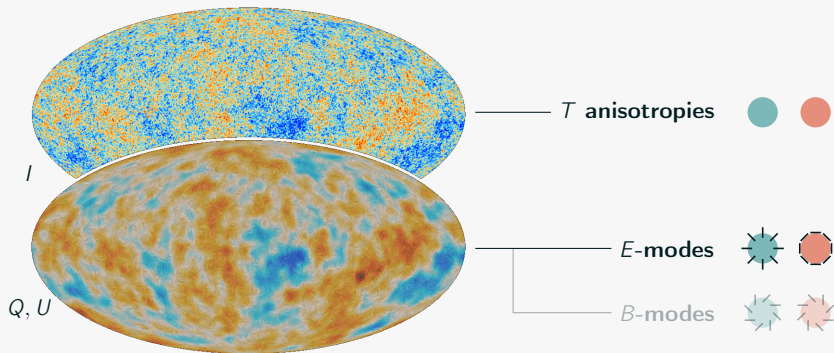 T anisotropies
I
E-modes
Q, U
B-modes